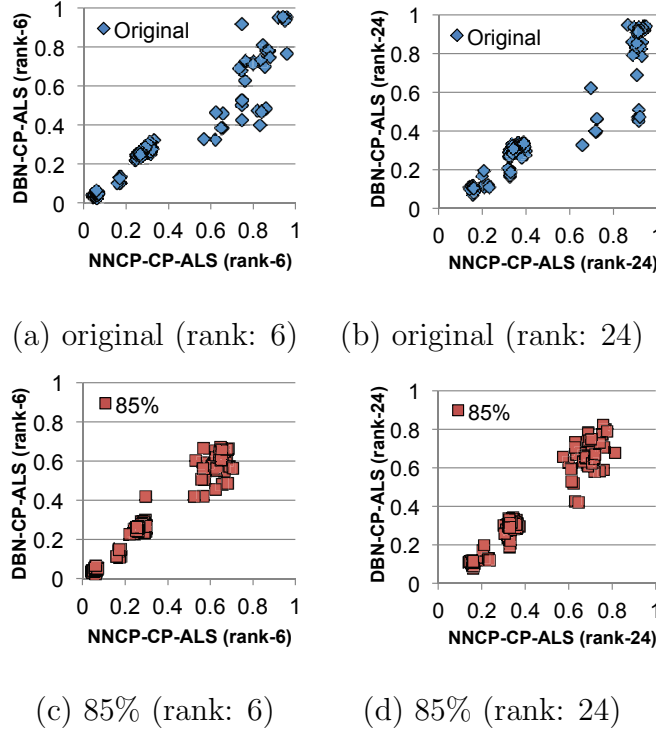 1
0.8
0.6
0.4
0.2
0
DBN-CP-ALS (rank-6)
Original
0 0.2 0.4 0.6 0.8 1
NNCP-CP-ALS (rank-6)
1
0.8
0.6
0.4
0.2
0
DBN-CP-ALS (rank-24)
Original
0 0.2 0.4 0.6 0.8 1
NNCP-CP-ALS (rank-24)
(a) original (rank: 6)
(b) original (rank: 24)
1
0.8
0.6
0.4
0.2
0
DBN-CP-ALS (rank-6)
85%
0 0.2 0.4 0.6 0.8 1
NNCP-CP-ALS (rank-6)
1
0.8
0.6
0.4
0.2
0
DBN-CP-ALS (rank-24)
85%
0 0.2 0.4 0.6 0.8 1
NNCP-CP-ALS (rank-24)
(c) 85% (rank: 6)
(d) 85% (rank: 24)